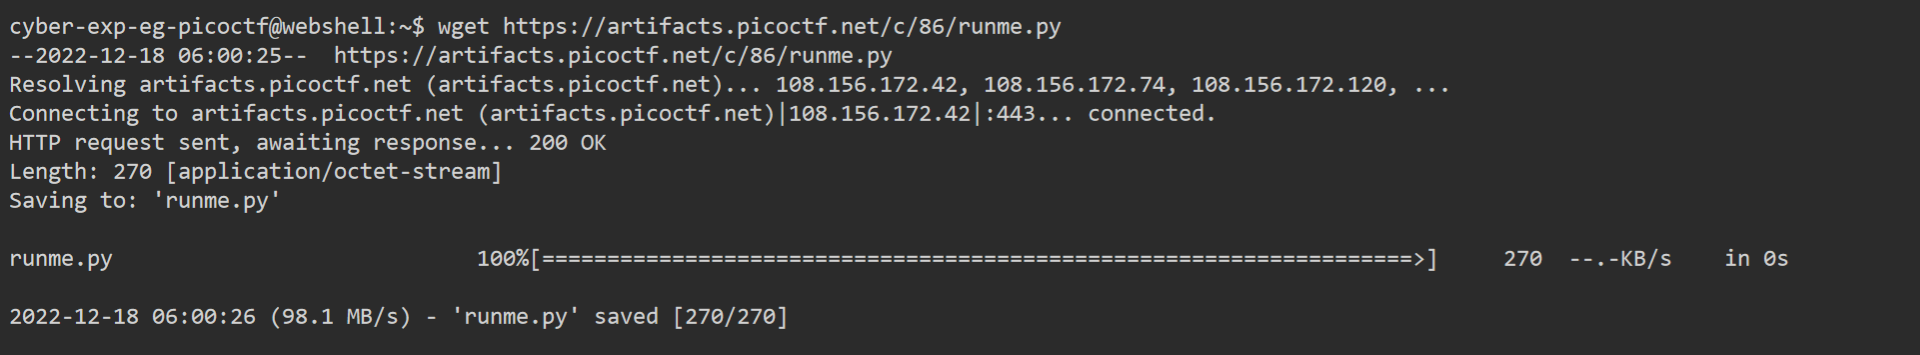 cyber-exp-eg-picoctf@webshell:~$ wget https://artifacts.picoctf.net/c/86/runme.py
--2022-12-18 06:00:25--  https://artifacts.picoctf.net/c/86/runme.py
Resolving artifacts.picoctf.net (artifacts.picoctf.net)... 108.156.172.42, 108.156.172.74, 108.156.172.120, ...
Connecting to artifacts.picoctf.net (artifacts.picoctf.net)|108.156.172.42|:443... connected.
HTTP request sent, awaiting response... 200 OK
Length: 270 [application/octet-stream]
Saving to: 'runme.py'
runme.py                            100%[===================================================================>]     270  --.-KB/s    in 0s
2022-12-18 06:00:26 (98.1 MB/s) - 'runme.py' saved [270/270]